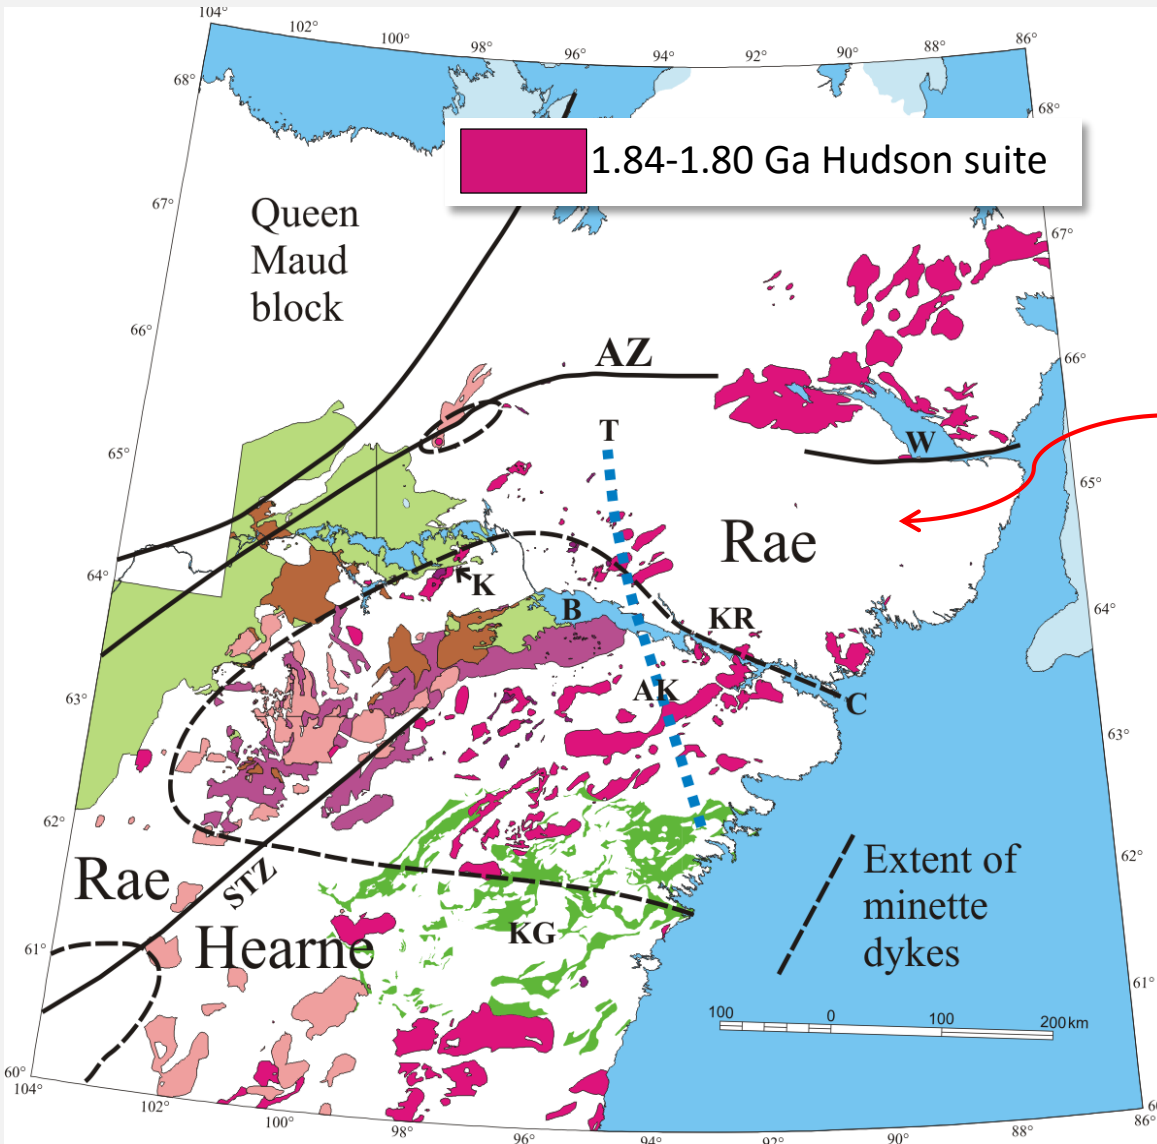 104°
102°
100°
98°
96°
94°
92°
90°
88°
86°
68°
68°
1.84-1.80 Ga Hudson suite
67°
67°
Queen
Maud
block
66°
66°
AZ
T
W
65°
65°
Rae
64°
64°
K
B
KR
63°
63°
AK
C
62°
62°
Rae
STZ
Hearne
KG
Extent of
minette
dykes
61°
61°
100
0
100
200 km
60°
60
104°
102°
100°
98°
96°
94°
92°
90°
88°
86°